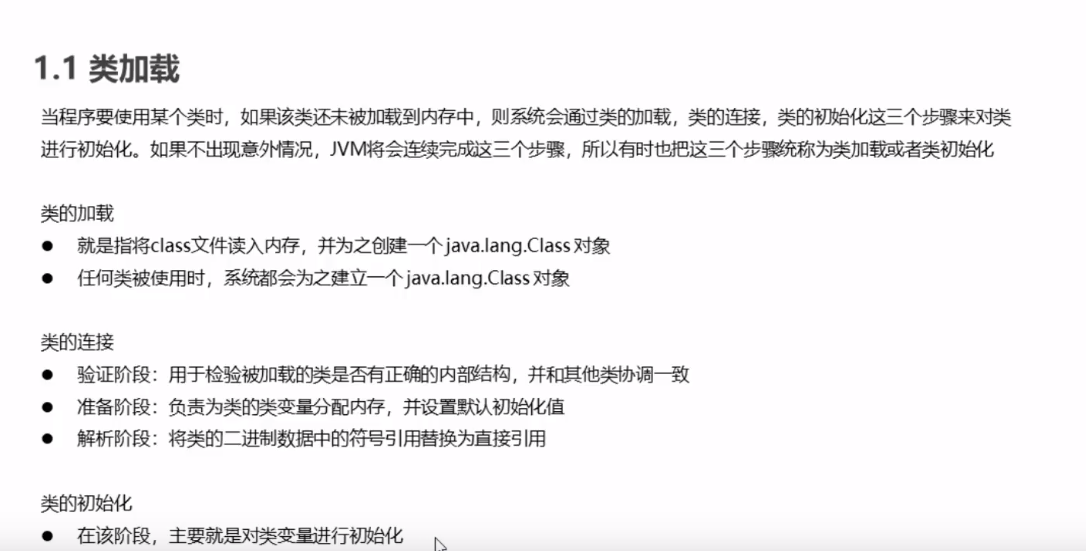 1.1 类加载
当程序要使用某个类时，如果该类还未被加载到内存中，则系统会通过类的加载，类的连接，类的初始化这三个步骤来对类
进行初始化。如果不出现意外情况，JVM将会连续完成这三个步骤，所以有时也把这三个步骤统称为类加载或者类初始化
类的加载
● 就是指将class文件读入内存，并为之创建一个 java.lang.Class 对象
● 任何类被使用时，系统都会为之建立一个 java.lang.Class 对象
类的连接
● 验证阶段：用于检验被加载的类是否有正确的内部结构，并和其他类协调一致
● 准备阶段：负责为类的类变量分配内存，并设置默认初始化值
● 解析阶段：将类的二进制数据中的符号引用替换为直接引用
类的初始化
● 在该阶段，主要就是对类变量进行初始化